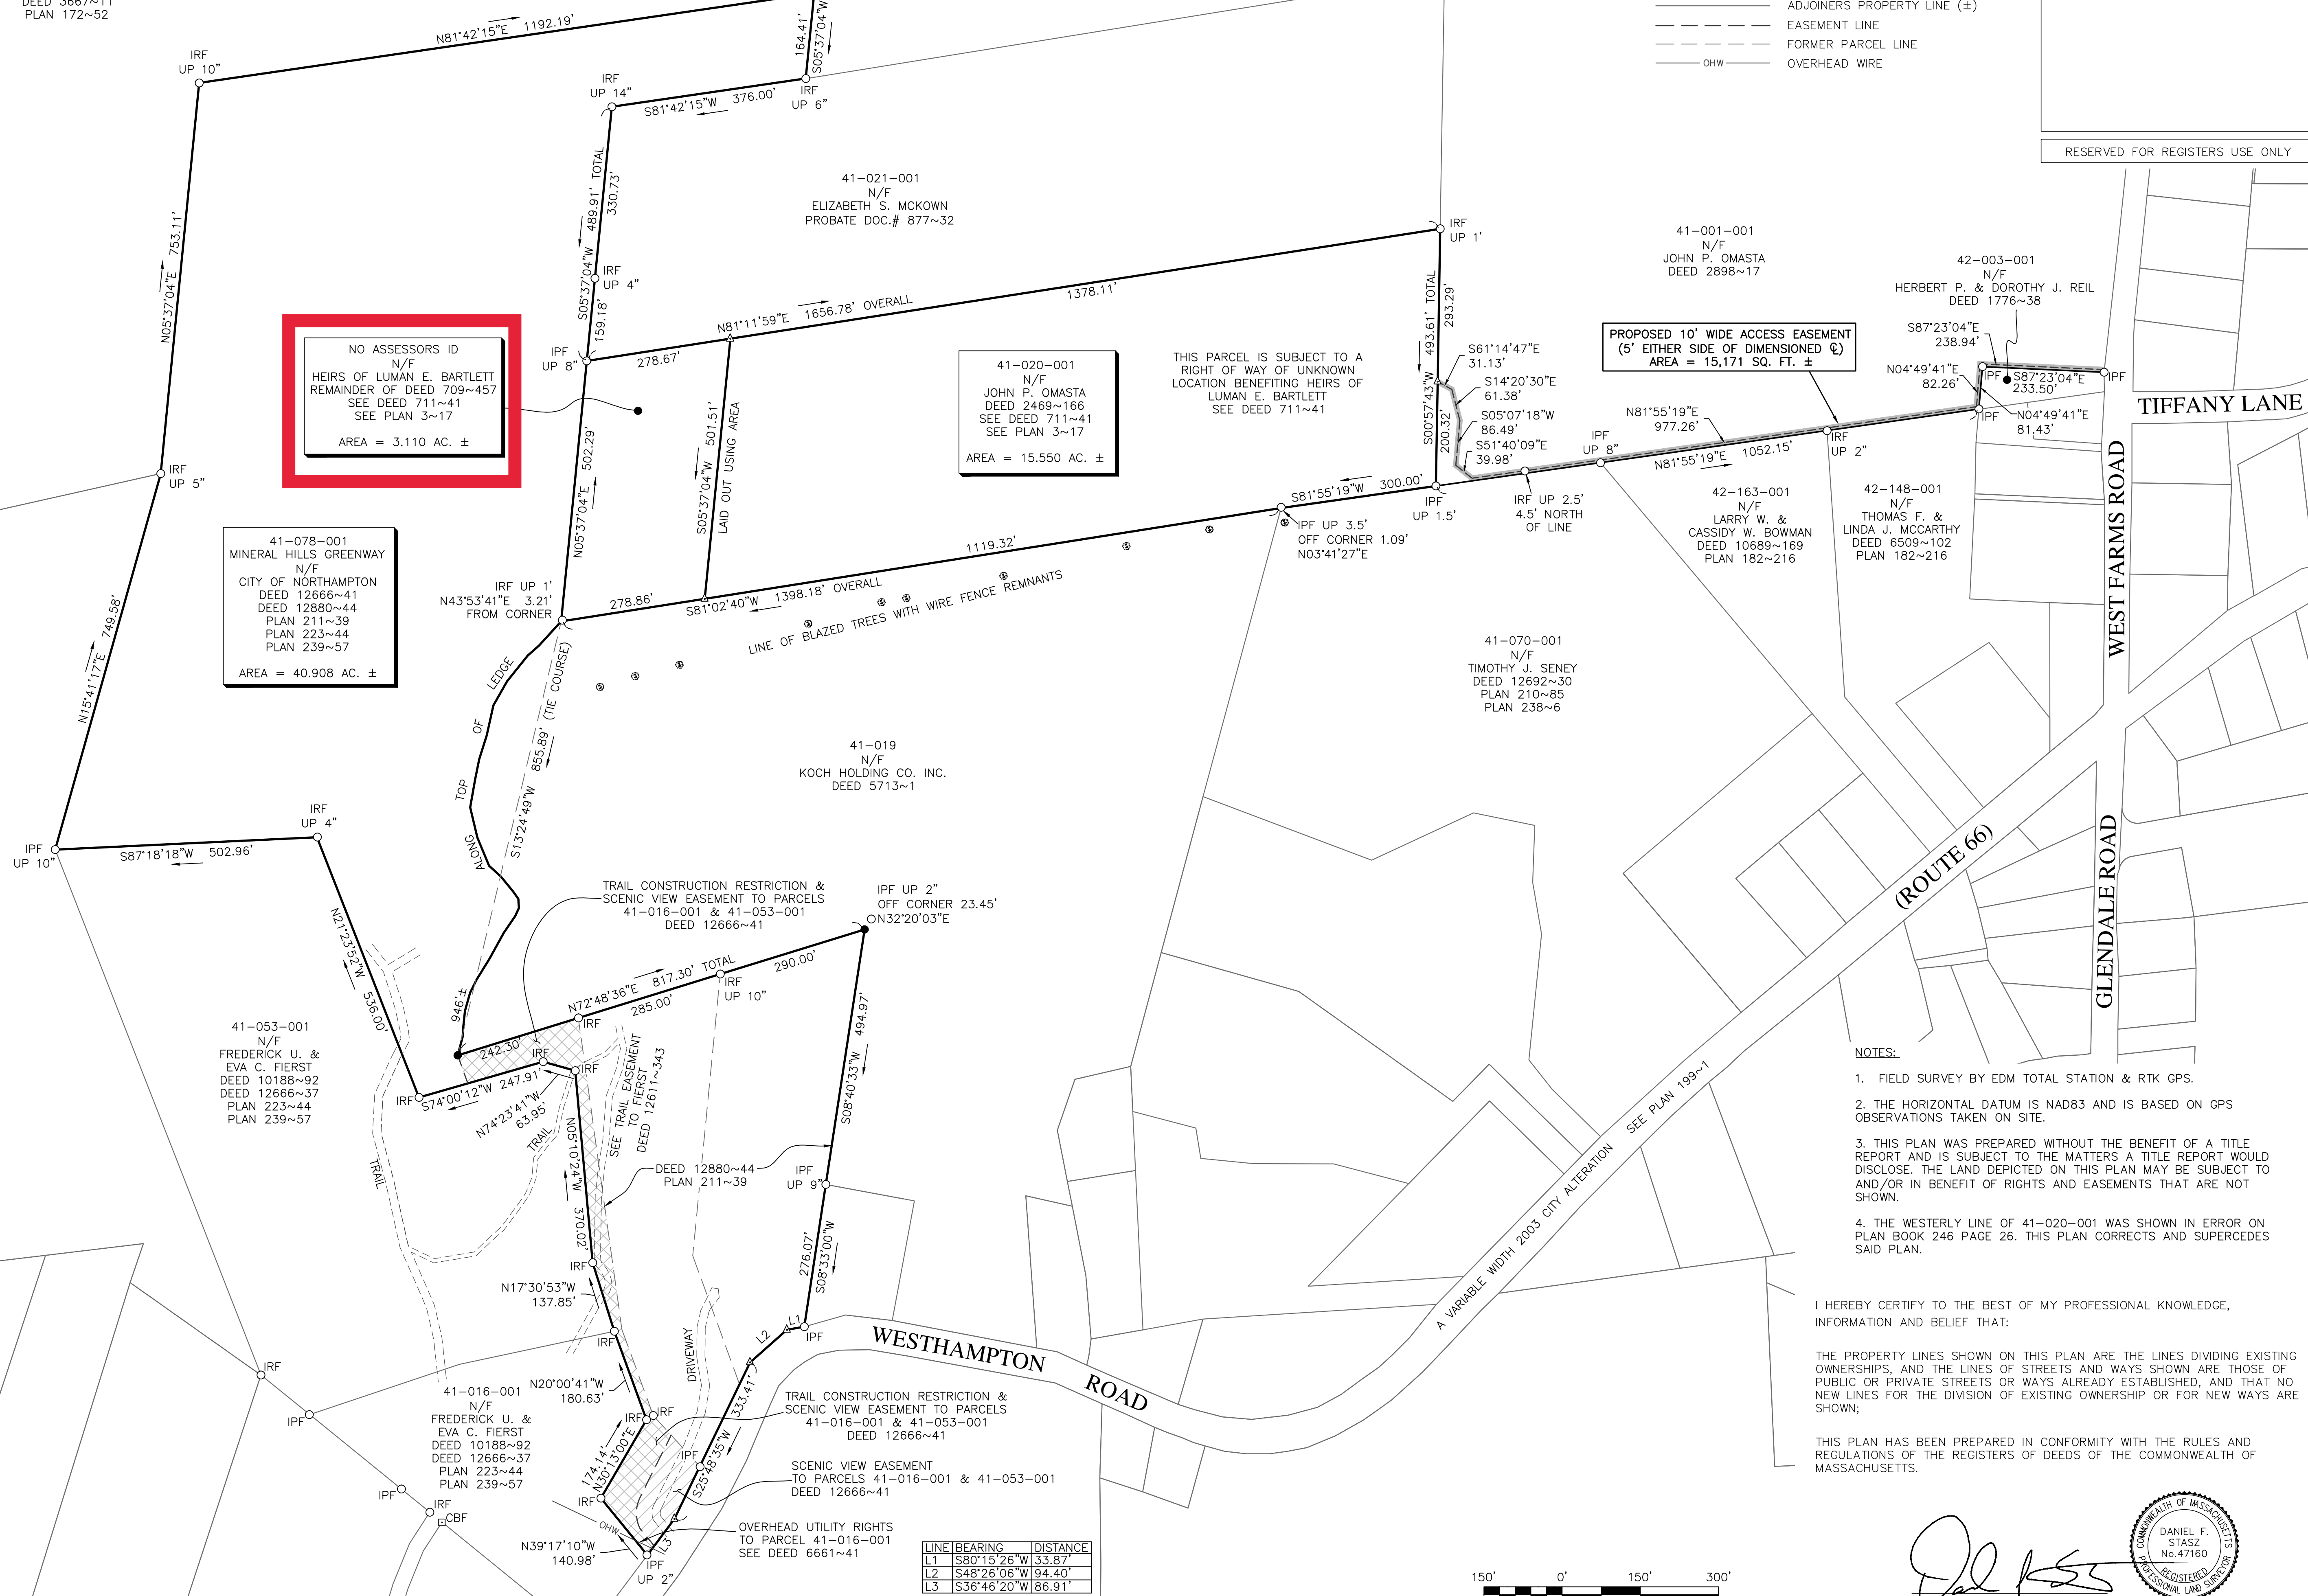 DEED 3667~11
PLAN 172~52
N81°42'15"E 1192.19'
164.41'
S05°37'04"W
IRF
UP 10"
IRF
UP 14"
S81°42'15"W 376.00'
IRF
UP 6"
ADJOINERS PROPERTY LINE (±)
EASEMENT LINE
FORMER PARCEL LINE
OHW
OVERHEAD WIRE
RESERVED FOR REGISTERS USE ONLY
N05°37'04"E 753.11'
S05°37'04"W 489.91' TOTAL
330.73'
IRF
UP 4"
159.18'
IPF
UP 8"
41-021-001
N/F
ELIZABETH S. MCKOWN
PROBATE DOC.# 877~32
IRF
UP 1'
N81°11'59"E 1656.78' OVERALL
1378.11'
278.67'
41-001-001
N/F
JOHN P. OMASTA
DEED 2898~17
42-003-001
N/F
HERBERT P. & DOROTHY J. REIL
DEED 1776~38
S87°23'04"E
238.94'
N04°49'41"E
82.26'
IPF
S87°23'04"E
233.50'
IPF
N04°49'41"E
81.43'
IPF
TIFFANY LANE
WEST FARMS ROAD
NO ASSESSORS ID
N/F
HEIRS OF LUMAN E. BARTLETT
REMAINDER OF DEED 709~457
SEE DEED 711~41
SEE PLAN 3~17
AREA = 3.110 AC. ±
N05°37'04"E 502.29'
S05°37'04"W 501.51'
LAID OUT USING AREA
41-020-001
N/F
JOHN P. OMASTA
DEED 2469~166
SEE DEED 711~41
SEE PLAN 3~17
AREA = 15.550 AC. ±
THIS PARCEL IS SUBJECT TO A
RIGHT OF WAY OF UNKNOWN
LOCATION BENEFITING HEIRS OF
LUMAN E. BARTLETT
SEE DEED 711~41
S00°57'43"W 493.61' TOTAL
293.29'
200.32'
S61°14'47"E
31.13'
S14°20'30"E
61.38'
S05°07'18"W
86.49'
S51°40'09"E
39.98'
PROPOSED 10' WIDE ACCESS EASEMENT
(5' EITHER SIDE OF DIMENSIONED ℄)
AREA = 15,171 SQ. FT. ±
N81°55'19"E
977.26'
IPF
UP 8"
N81°55'19"E 1052.15'
IRF
UP 2"
IRF UP 2.5'
4.5' NORTH
OF LINE
IPF
UP 1.5'
S81°55'19"W 300.00'
IPF UP 3.5'
OFF CORNER 1.09'
N03°41'27"E
1119.32'
S81°02'40"W 1398.18' OVERALL
278.86'
LINE OF BLAZED TREES WITH WIRE FENCE REMNANTS
42-163-001
N/F
LARRY W. &
CASSIDY W. BOWMAN
DEED 10689~169
PLAN 182~216
42-148-001
N/F
THOMAS F. &
LINDA J. MCCARTHY
DEED 6509~102
PLAN 182~216
IRF
UP 5"
41-078-001
MINERAL HILLS GREENWAY
N/F
CITY OF NORTHAMPTON
DEED 12666~41
DEED 12880~44
PLAN 211~39
PLAN 223~44
PLAN 239~57
AREA = 40.908 AC. ±
IRF UP 1'
N43°53'41"E 3.21'
FROM CORNER
N15°41'17"E 749.58'
ALONG TOP OF LEDGE
946'±
S13°24'49"W 855.89' (TIE COURSE)
41-070-001
N/F
TIMOTHY J. SENEY
DEED 12692~30
PLAN 210~85
PLAN 238~6
41-019
N/F
KOCH HOLDING CO. INC.
DEED 5713~1
IRF
UP 4"
IPF
UP 10"
S87°18'18"W 502.96'
N21°23'52"W 536.00'
TRAIL CONSTRUCTION RESTRICTION &
SCENIC VIEW EASEMENT TO PARCELS
41-016-001 & 41-053-001
DEED 12666~41
IPF UP 2"
OFF CORNER 23.45'
N32°20'03"E
N72°48'36"E 817.30' TOTAL
290.00'
285.00'
242.30'
IRF
UP 10"
IRF
IRF
IRF
IRF
S74°00'12"W 247.91'
N74°23'41"W
63.95'
TRAIL
TRAIL
SEE TRAIL EASEMENT
TO FIERST
DEED 12611~343
N05°10'24"W 370.02'
S08°40'33"W 494.97'
41-053-001
N/F
FREDERICK U. &
EVA C. FIERST
DEED 10188~92
DEED 12666~37
PLAN 223~44
PLAN 239~57
DEED 12880~44
PLAN 211~39
IPF
UP 9"
276.07'
S08°33'00"W
IRF
N17°30'53"W
137.85'
IRF
N20°00'41"W
180.63'
DRIVEWAY
L1
L2
IPF
WESTHAMPTON ROAD
(ROUTE 66)
GLENDALE ROAD
A VARIABLE WIDTH 2003 CITY ALTERATION SEE PLAN 199~1
IRF
IPF
41-016-001
N/F
FREDERICK U. &
EVA C. FIERST
DEED 10188~92
DEED 12666~37
PLAN 223~44
PLAN 239~57
IPF
IRF
CBF
IRF
IRF
174.14'
N30°13'00"E
IRF
IPF
333.41'
S25°48'35"W
OHW
L3
N39°17'10"W
140.98'
IPF
UP 2"
TRAIL CONSTRUCTION RESTRICTION &
SCENIC VIEW EASEMENT TO PARCELS
41-016-001 & 41-053-001
DEED 12666~41
SCENIC VIEW EASEMENT
TO PARCELS 41-016-001 & 41-053-001
DEED 12666~41
OVERHEAD UTILITY RIGHTS
TO PARCEL 41-016-001
SEE DEED 6661~41
LINE BEARING DISTANCE
L1 S80°15'26"W 33.87'
L2 S48°26'06"W 94.40'
L3 S36°46'20"W 86.91'
NOTES:
1. FIELD SURVEY BY EDM TOTAL STATION & RTK GPS.
2. THE HORIZONTAL DATUM IS NAD83 AND IS BASED ON GPS
OBSERVATIONS TAKEN ON SITE.
3. THIS PLAN WAS PREPARED WITHOUT THE BENEFIT OF A TITLE
REPORT AND IS SUBJECT TO THE MATTERS A TITLE REPORT WOULD
DISCLOSE. THE LAND DEPICTED ON THIS PLAN MAY BE SUBJECT TO
AND/OR IN BENEFIT OF RIGHTS AND EASEMENTS THAT ARE NOT
SHOWN.
4. THE WESTERLY LINE OF 41-020-001 WAS SHOWN IN ERROR ON
PLAN BOOK 246 PAGE 26. THIS PLAN CORRECTS AND SUPERCEDES
SAID PLAN.
I HEREBY CERTIFY TO THE BEST OF MY PROFESSIONAL KNOWLEDGE,
INFORMATION AND BELIEF THAT:
THE PROPERTY LINES SHOWN ON THIS PLAN ARE THE LINES DIVIDING EXISTING
OWNERSHIPS, AND THE LINES OF STREETS AND WAYS SHOWN ARE THOSE OF
PUBLIC OR PRIVATE STREETS OR WAYS ALREADY ESTABLISHED, AND THAT NO
NEW LINES FOR THE DIVISION OF EXISTING OWNERSHIP OR FOR NEW WAYS ARE
SHOWN;
THIS PLAN HAS BEEN PREPARED IN CONFORMITY WITH THE RULES AND
REGULATIONS OF THE REGISTERS OF DEEDS OF THE COMMONWEALTH OF
MASSACHUSETTS.
COMMONWEALTH OF MASSACHUSETTS
DANIEL F.
STASZ
No.47160
REGISTERED
PROFESSIONAL LAND SURVEYOR
150' 0' 150' 300'